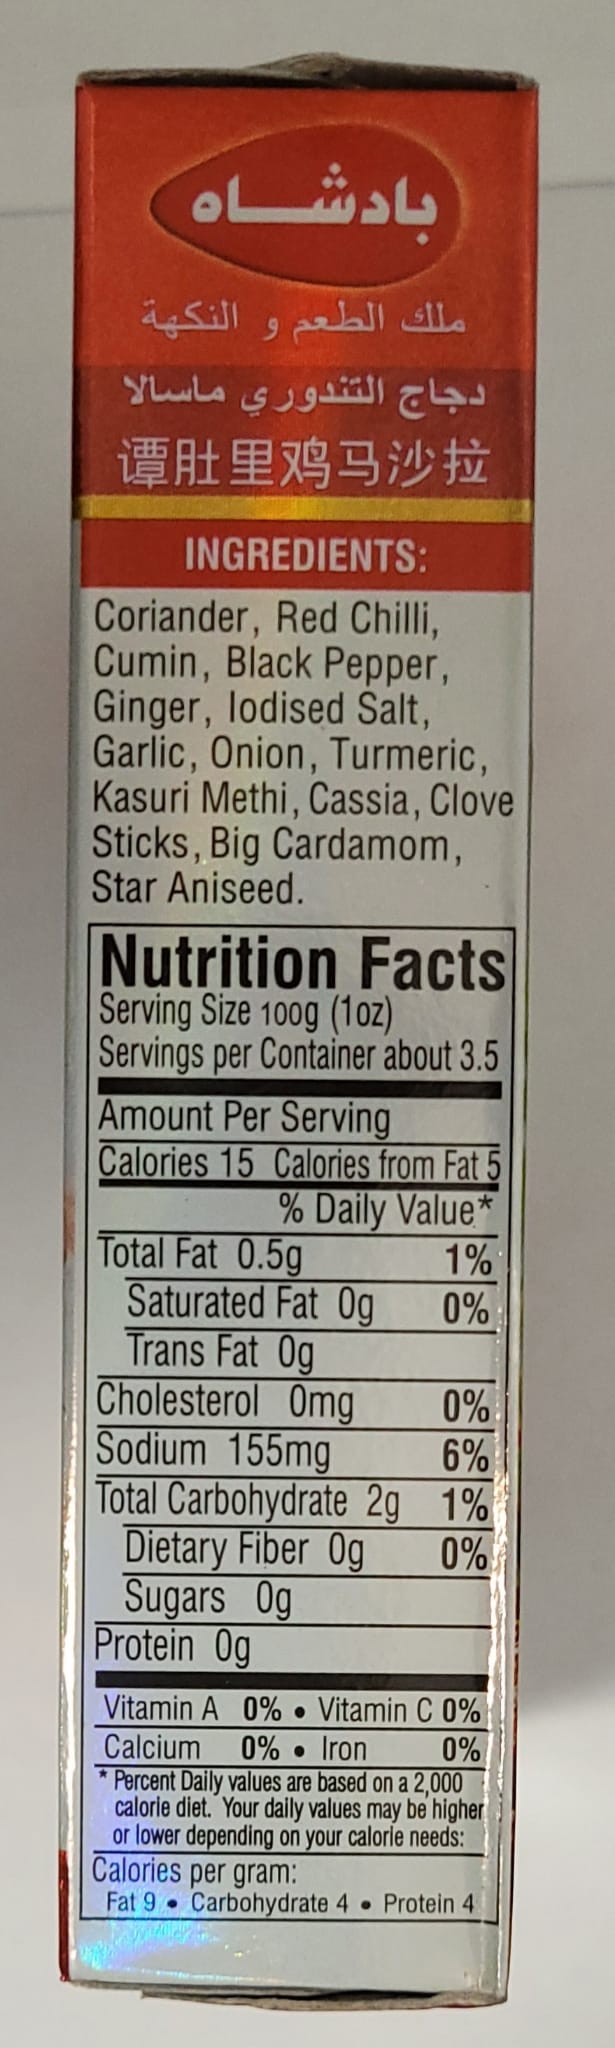 بادشاه
ملك الطعم و النكهة
دجاج التندوري ماسالا
谭肚里鸡马沙拉
INGREDIENTS:
Coriander, Red Chilli,
Cumin, Black Pepper,
Ginger, Iodised Salt,
Garlic, Onion, Turmeric,
Kasuri Methi, Cassia, Clove
Sticks, Big Cardamom,
Star Aniseed.
Nutrition Facts
Serving Size 100g (1oz)
Servings per Container about 3.5
Amount Per Serving
Calories 15 Calories from Fat 5
% Daily Value*
Total Fat 0.5g 1%
Saturated Fat 0g 0%
Trans Fat 0g
Cholesterol 0mg 0%
Sodium 155mg 6%
Total Carbohydrate 2g 1%
Dietary Fiber 0g 0%
Sugars 0g
Protein 0g
Vitamin A 0% • Vitamin C 0%
Calcium 0% • Iron 0%
* Percent Daily values are based on a 2,000
calorie diet. Your daily values may be higher
or lower depending on your calorie needs:
Calories per gram:
Fat 9 • Carbohydrate 4 • Protein 4